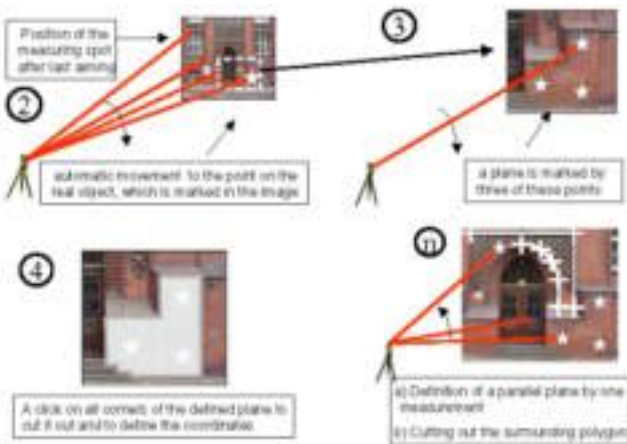 Position of the
measuring spot
after last aiming
2
automatic movement to the point on the
real object, which is marked in the image
3
a plane is marked by
three of these points
4
A click on all corners of the defined plane to
cut it out and to define the coordinates
n
a) Definition of a parallel plane by one
measurement
b) Cutting out the surrounding polygon